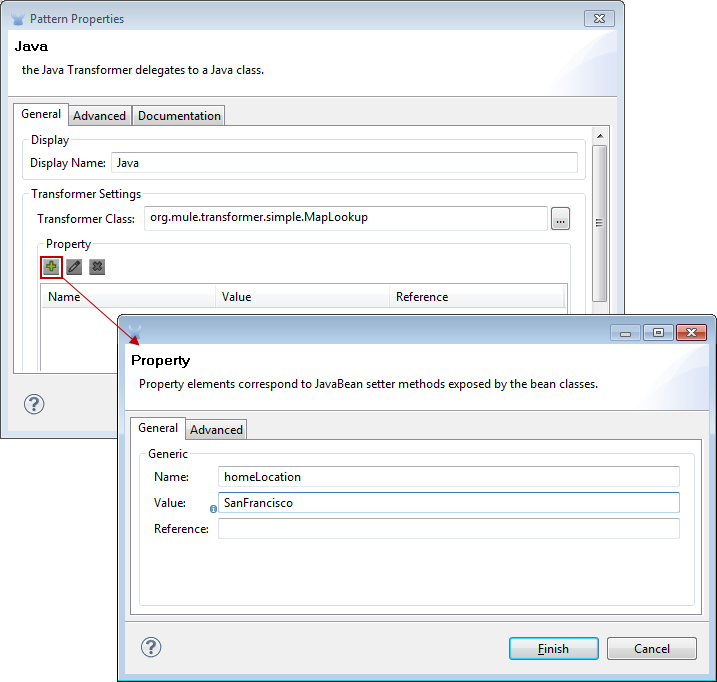 Pattern Properties
Java
the Java Transformer delegates to a Java class.
General Advanced Documentation
Display
Display Name: Java
Transformer Settings
Transformer Class: org.mule.transformer.simple.MapLookup ...
Property
Name Value Reference
Property
Property elements correspond to JavaBean setter methods exposed by the bean classes.
General Advanced
Generic
Name: homeLocation
Value: SanFrancisco
Reference:
Finish Cancel